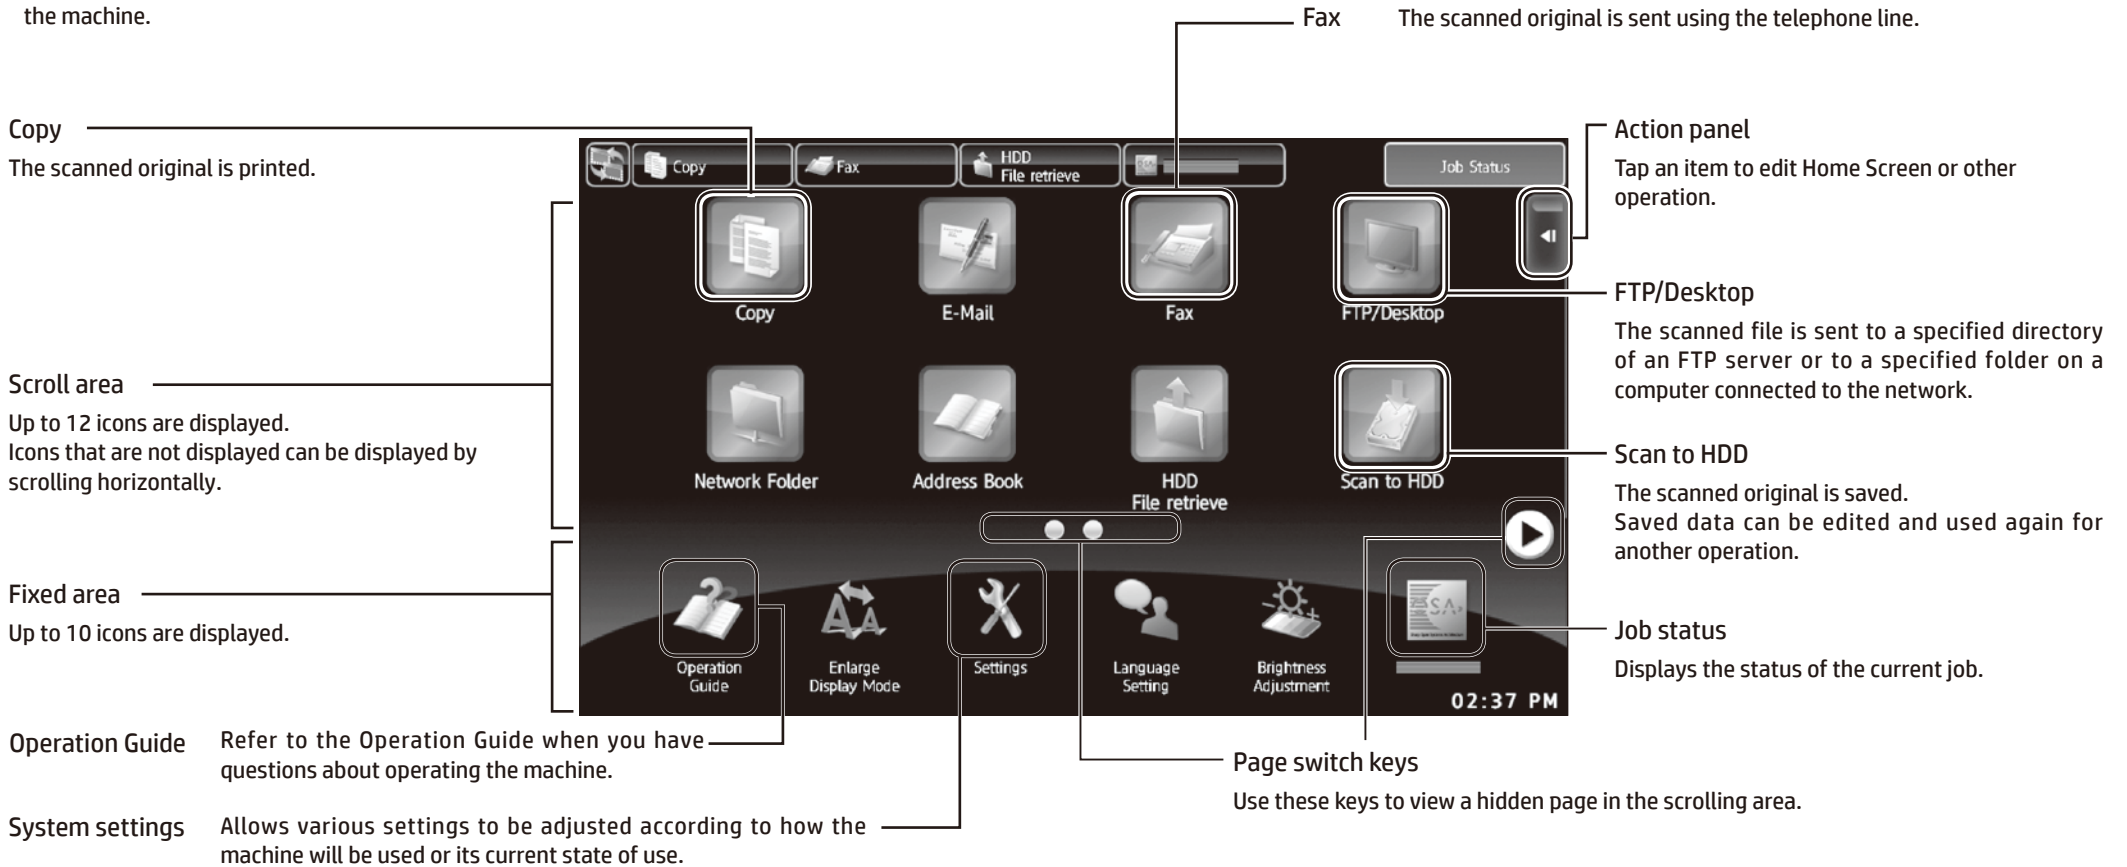 the machine.
Fax The scanned original is sent using the telephone line.
Copy
The scanned original is printed.
Scroll area
Up to 12 icons are displayed.
Icons that are not displayed can be displayed by
scrolling horizontally.
Fixed area
Up to 10 icons are displayed.
Copy
Fax
HDD
File retrieve
Job Status
Copy
E-Mail
Fax
FTP/Desktop
Network Folder
Address Book
HDD
File retrieve
Scan to HDD
Operation
Guide
Enlarge
Display Mode
Settings
Language
Setting
Brightness
Adjustment
02:37 PM
Action panel
Tap an item to edit Home Screen or other
operation.
FTP/Desktop
The scanned file is sent to a specified directory
of an FTP server or to a specified folder on a
computer connected to the network.
Scan to HDD
The scanned original is saved.
Saved data can be edited and used again for
another operation.
Job status
Displays the status of the current job.
Operation Guide Refer to the Operation Guide when you have
questions about operating the machine.
System settings Allows various settings to be adjusted according to how the
machine will be used or its current state of use.
Page switch keys
Use these keys to view a hidden page in the scrolling area.